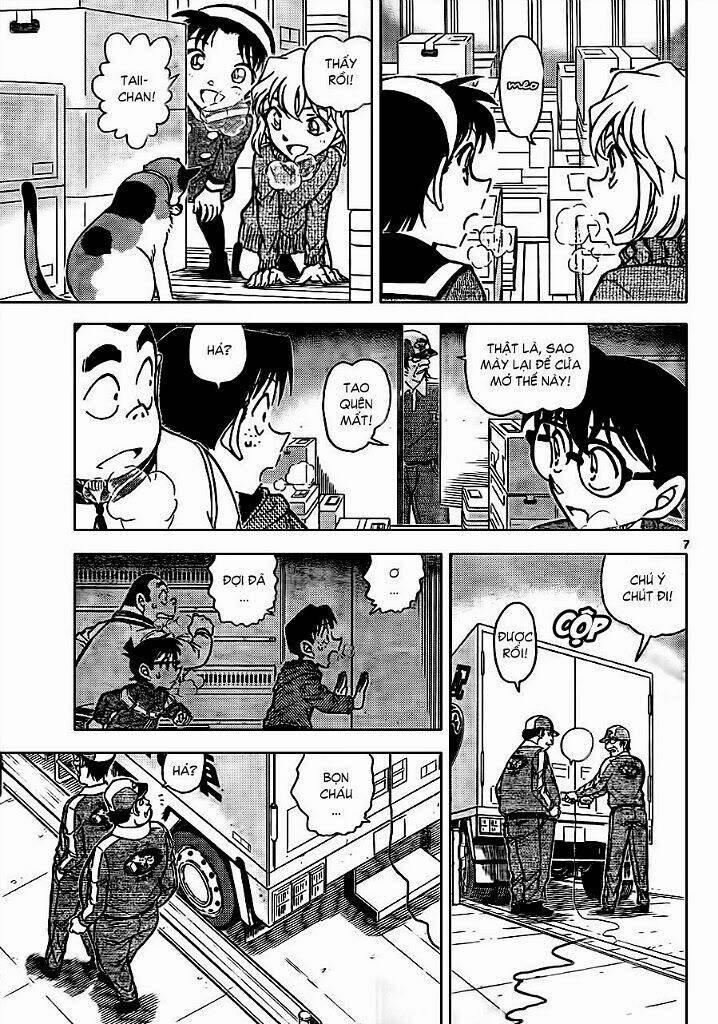 MEO
THẤY
RỒI!
TAII-
CHAN!
THẬT LÀ, SAO
MÀY LẠI ĐỂ CỬA
MỞ THẾ NÀY!
TAO
QUÊN
MẤT!
HẢ?
7
CHÚ Ý
CHÚT ĐI!
CỘP
ĐƯỢC
RỒI!
Ơ
...
ĐỢI ĐÃ
...
BỌN
CHÁU
...
HẢ?